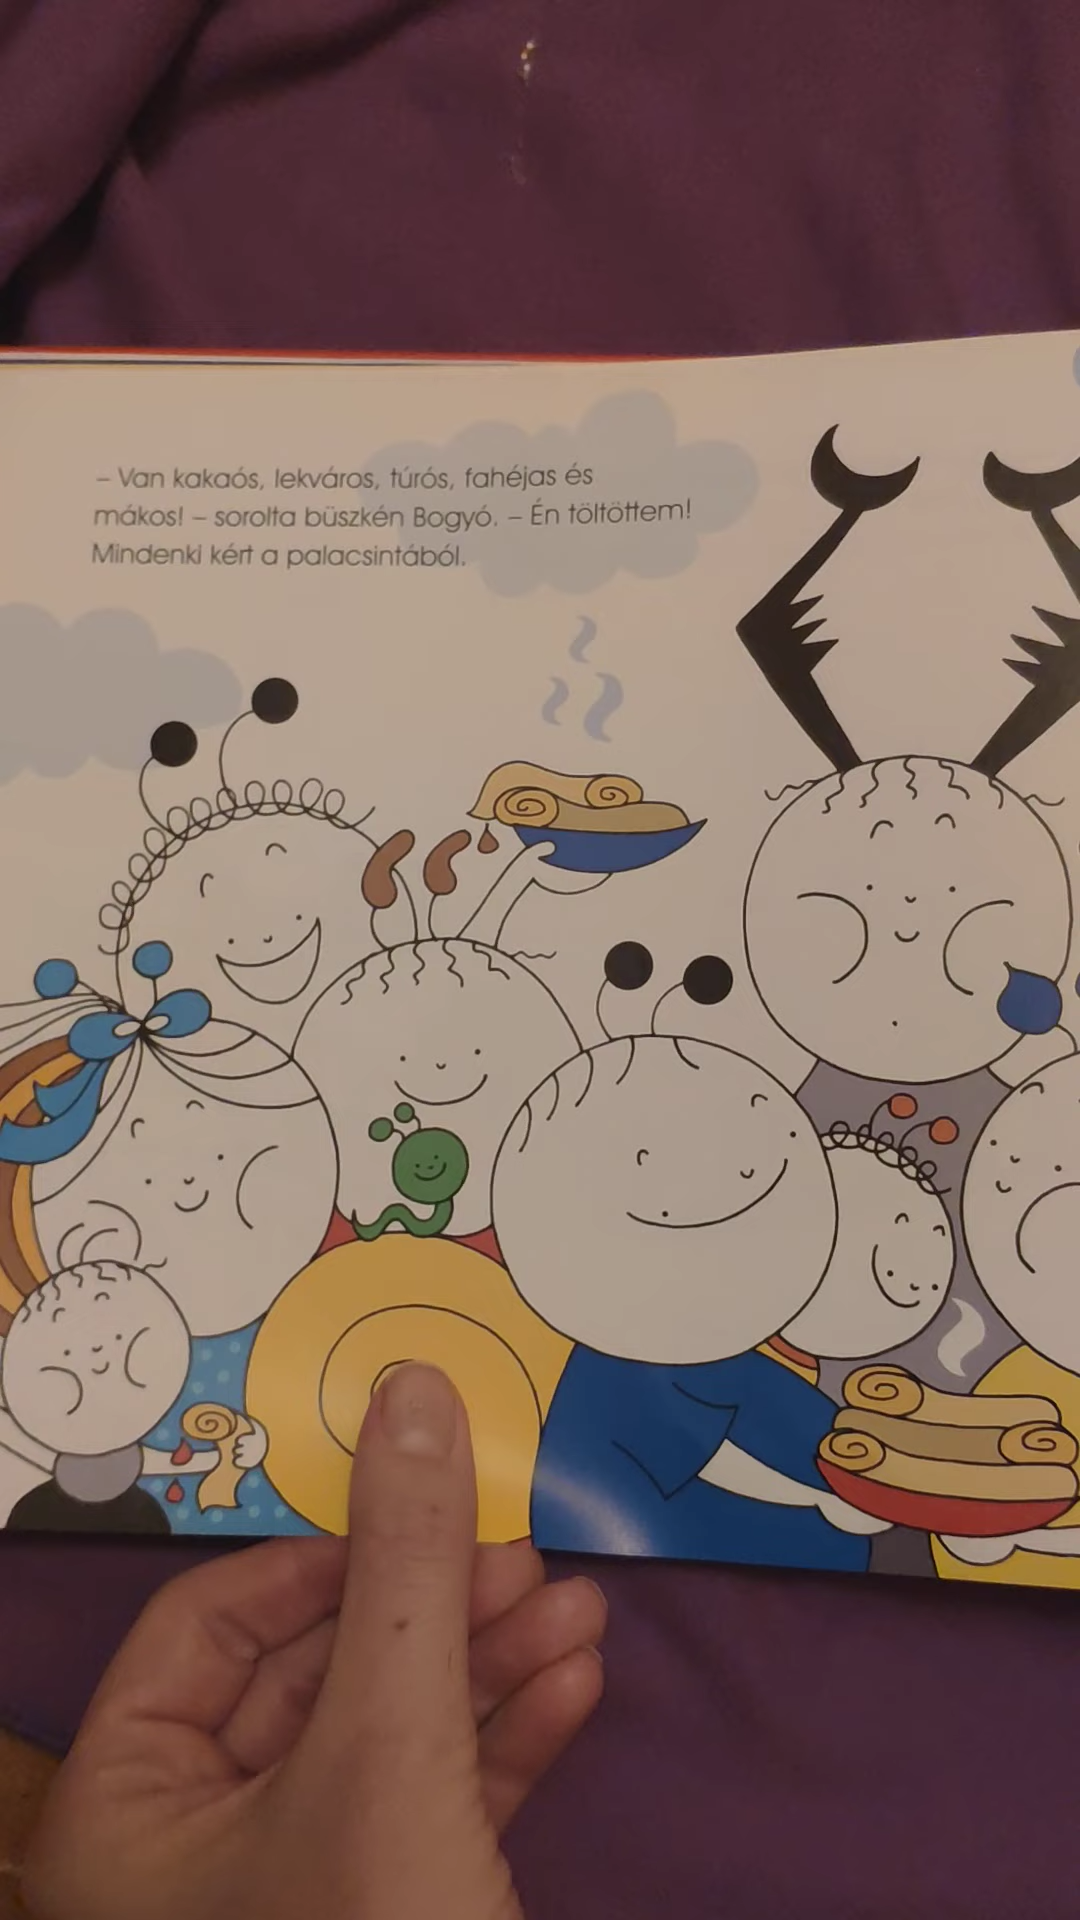 – Van kakaós, lekváros, túrós, fahéjas és
mákos! – sorolta büszkén Bogyó. – Én töltöttem!
Mindenki kért a palacsintából.